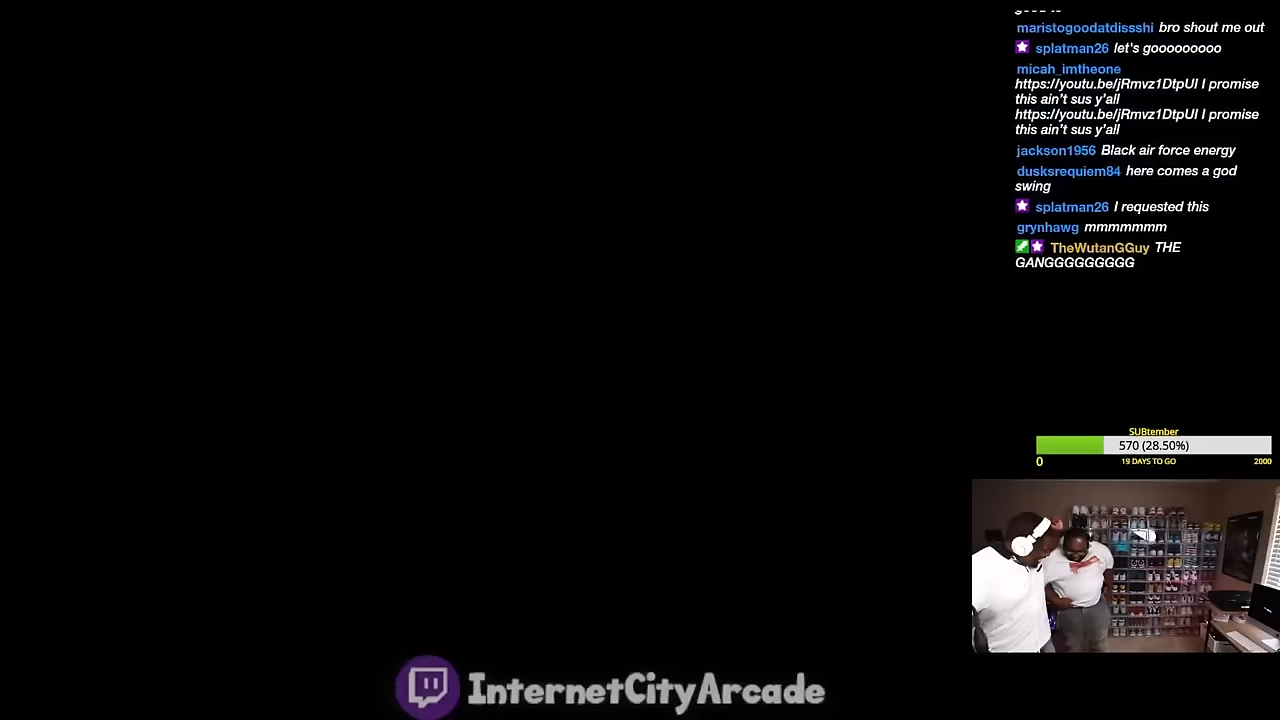 maristogoodatdissshi bro shout me out
splatman26 let's gooooooooo
micah_imtheone
https://youtu.be/jRmvz1DtpUI I promise
this ain't sus y'all
https://youtu.be/jRmvz1DtpUI I promise
this ain't sus y'all
jackson1956 Black air force energy
dusksrequiem84 here comes a god
swing
splatman26 I requested this
grynhawg mmmmmmm
TheWutanGGuy THE
GANGGGGGGGGG
SUBtember
570 (28.50%)
0 19 DAYS TO GO 2000
InternetCityArcade